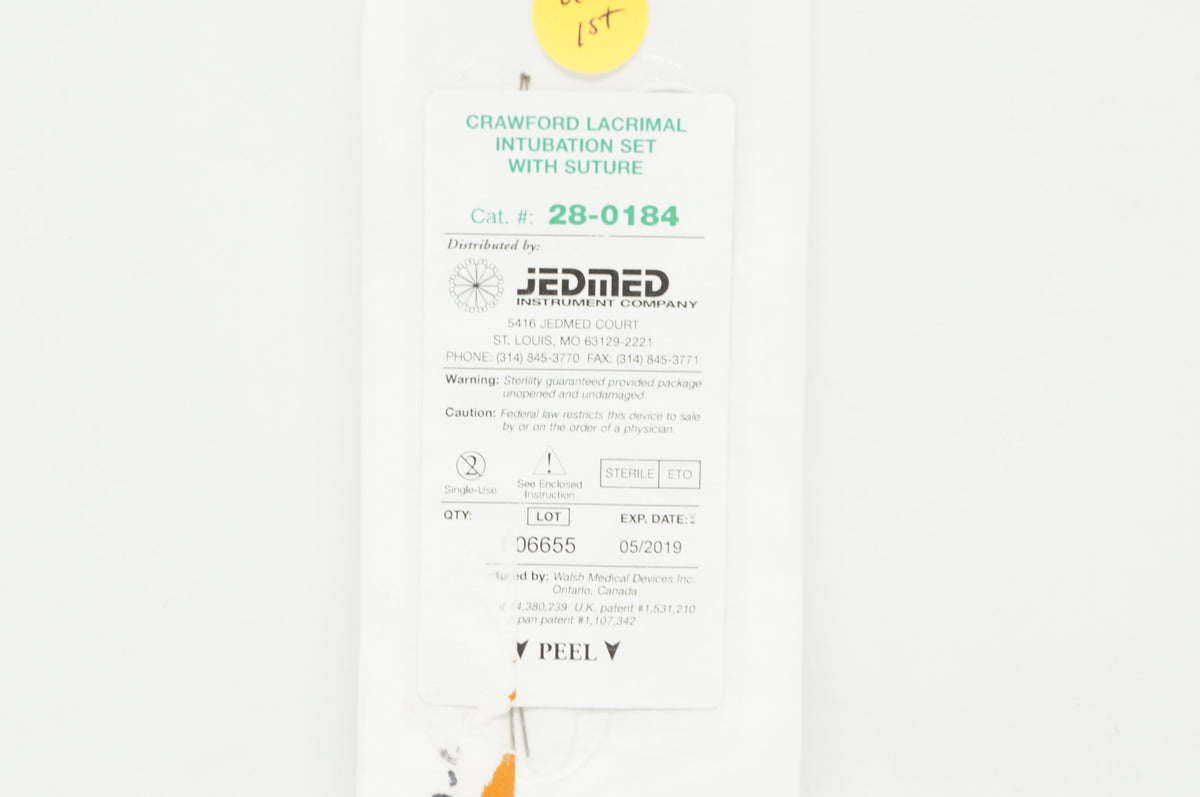 1st
CRAWFORD LACRIMAL
INTUBATION SET
WITH SUTURE
Cat. #: 28-0184
Distributed by:
JEDMED
INSTRUMENT COMPANY
5416 JEDMED COURT
ST. LOUIS, MO 63129-2221
PHONE: (314) 845-3770 FAX: (314) 845-3771
Warning: Sterility guaranteed provided package
unopened and undamaged.
Caution: Federal law restricts this device to sale
by or on the order of a physician.
2
Single-Use
!
See Enclosed
Instruction
STERILE ETO
QTY:
LOT
EXP. DATE:
06655
05/2019
by: Walsh Medical Devices Inc.
Ontario, Canada
4,380,239 U.K. patent #1,531,210
patent #1,107,342
PEEL